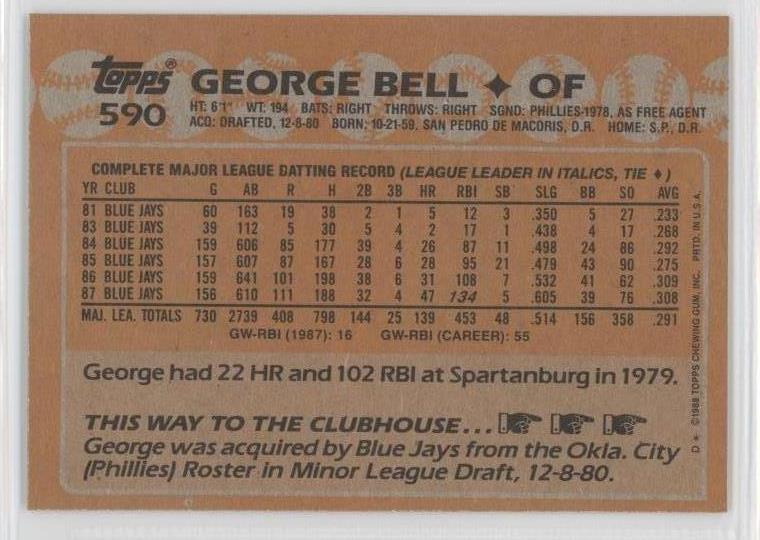 Topps® GEORGE BELL ✦ OF
590 HT: 6'1" WT: 194 BATS: RIGHT THROWS: RIGHT SGND: PHILLIES-1978, AS FREE AGENT
ACQ: DRAFTED, 12-8-80 BORN: 10-21-59, SAN PEDRO DE MACORIS, D.R. HOME: S.P., D.R.
COMPLETE MAJOR LEAGUE BATTING RECORD (LEAGUE LEADER IN ITALICS, TIE ♦)
YR CLUB G AB R H 2B 3B HR RBI SB SLG BB SO AVG
81 BLUE JAYS 60 163 19 38 2 1 5 12 3 .350 5 27 .233
83 BLUE JAYS 39 112 5 30 5 4 2 17 1 .438 4 17 .268
84 BLUE JAYS 159 606 85 177 39 4 26 87 11 .498 24 86 .292
85 BLUE JAYS 157 607 87 167 28 6 28 95 21 .479 43 90 .275
86 BLUE JAYS 159 641 101 198 38 6 31 108 7 .532 41 62 .309
87 BLUE JAYS 156 610 111 188 32 4 47 134 5 .605 39 76 .308
MAJ. LEA. TOTALS 730 2739 408 798 144 25 139 453 48 .514 156 358 .291
GW-RBI (1987): 16 GW-RBI (CAREER): 55
George had 22 HR and 102 RBI at Spartanburg in 1979.
THIS WAY TO THE CLUBHOUSE...
George was acquired by Blue Jays from the Okla. City
(Phillies) Roster in Minor League Draft, 12-8-80.
D* ©1988 TOPPS CHEWING GUM, INC. PRTD. IN U.S.A.